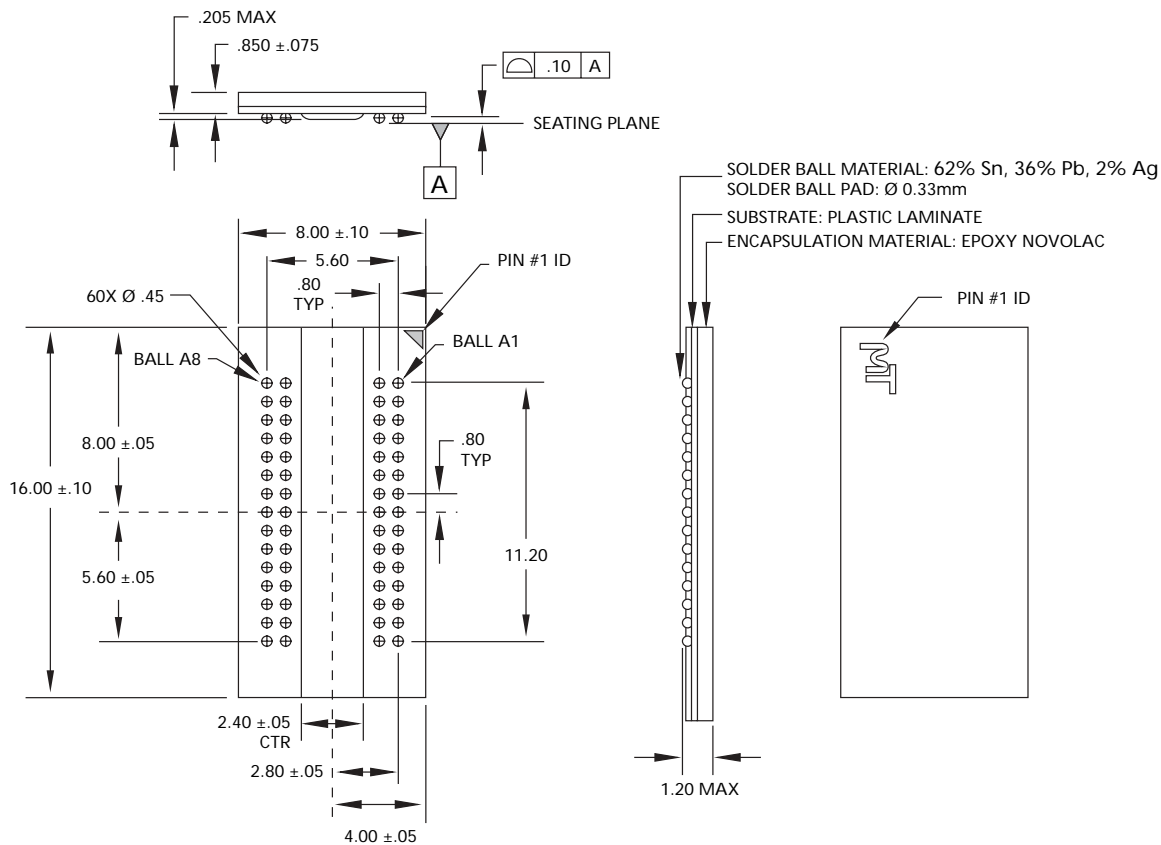 .205 MAX
.850 ±.075
.10 A
SEATING PLANE
A
SOLDER BALL MATERIAL: 62% Sn, 36% Pb, 2% Ag
SOLDER BALL PAD: Ø 0.33mm
SUBSTRATE: PLASTIC LAMINATE
ENCAPSULATION MATERIAL: EPOXY NOVOLAC
8.00 ±.10
5.60
PIN #1 ID
.80
TYP
60X Ø .45
BALL A8
BALL A1
PIN #1 ID
MT
8.00 ±.05
.80
TYP
16.00 ±.10
11.20
5.60 ±.05
2.40 ±.05
CTR
2.80 ±.05
4.00 ±.05
1.20 MAX